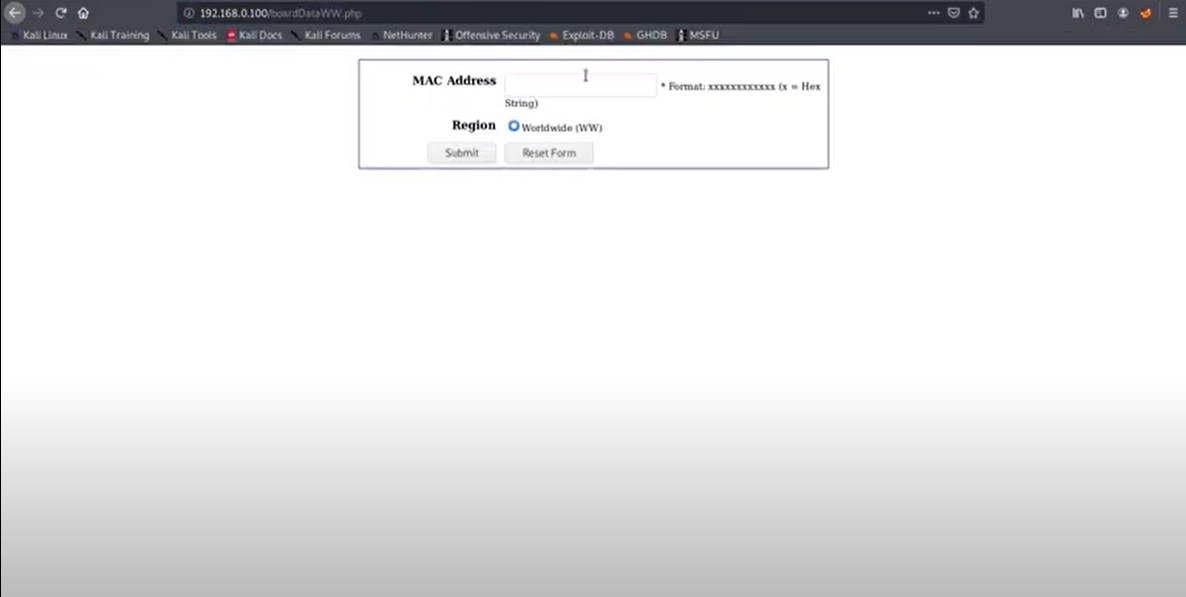 192.168.0.100/boardDataWW.php
Kali Linux Kali Training Kali Tools Kali Docs Kali Forums NetHunter Offensive Security Exploit-DB GHDB MSFU
MAC Address * Format: xxxxxxxxxxxx (x = Hex
String)
Region Worldwide (WW)
Submit Reset Form